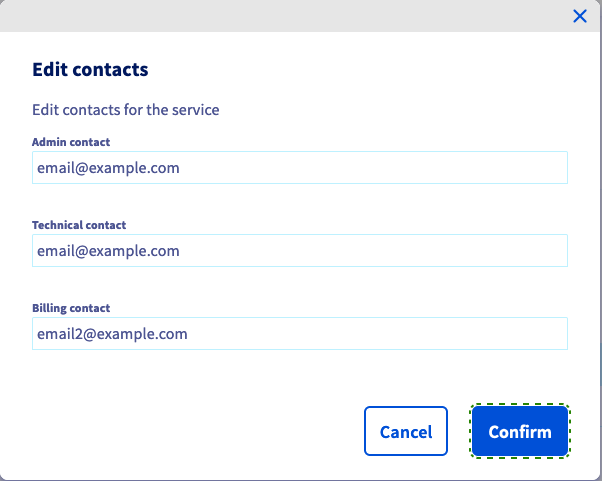 Edit contacts
Edit contacts for the service
Admin contact
email@example.com
Technical contact
email@example.com
Billing contact
email2@example.com
Cancel Confirm